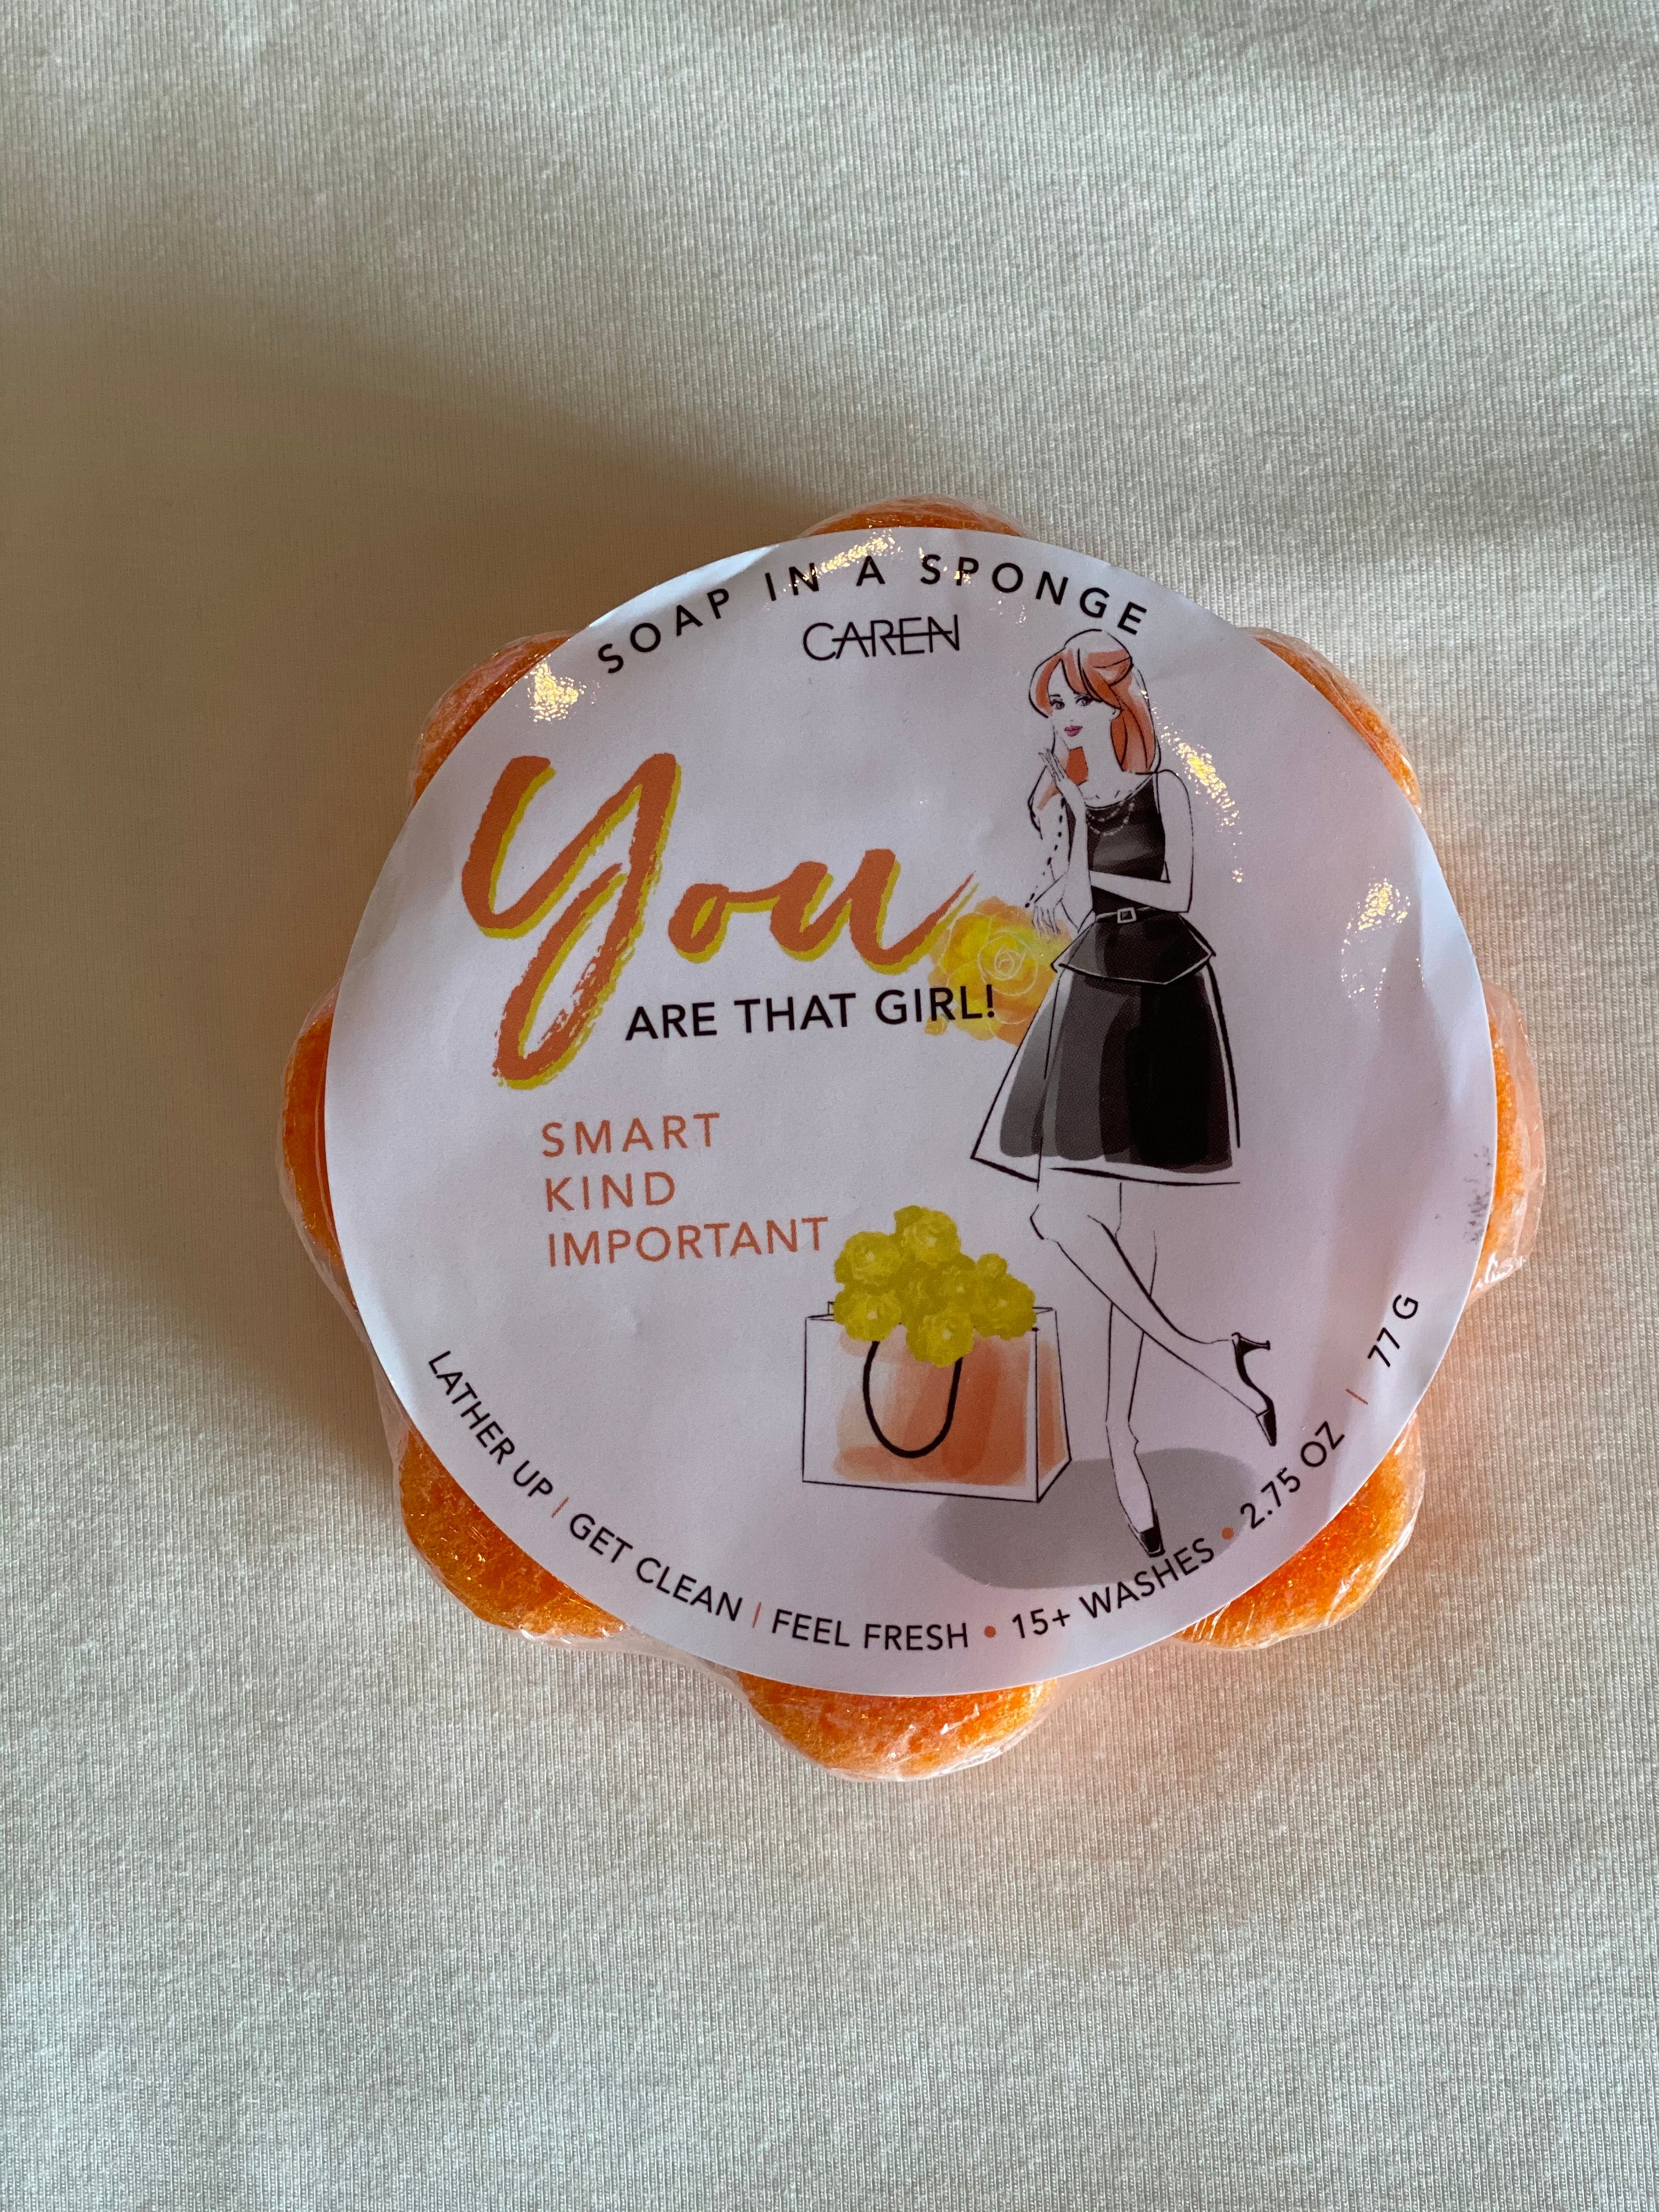 SOAP IN A SPONGE
CAREN
You
ARE THAT GIRL!
SMART
KIND
IMPORTANT
LATHER UP | GET CLEAN | FEEL FRESH • 15+ WASHES • 2.75 OZ | 77 G